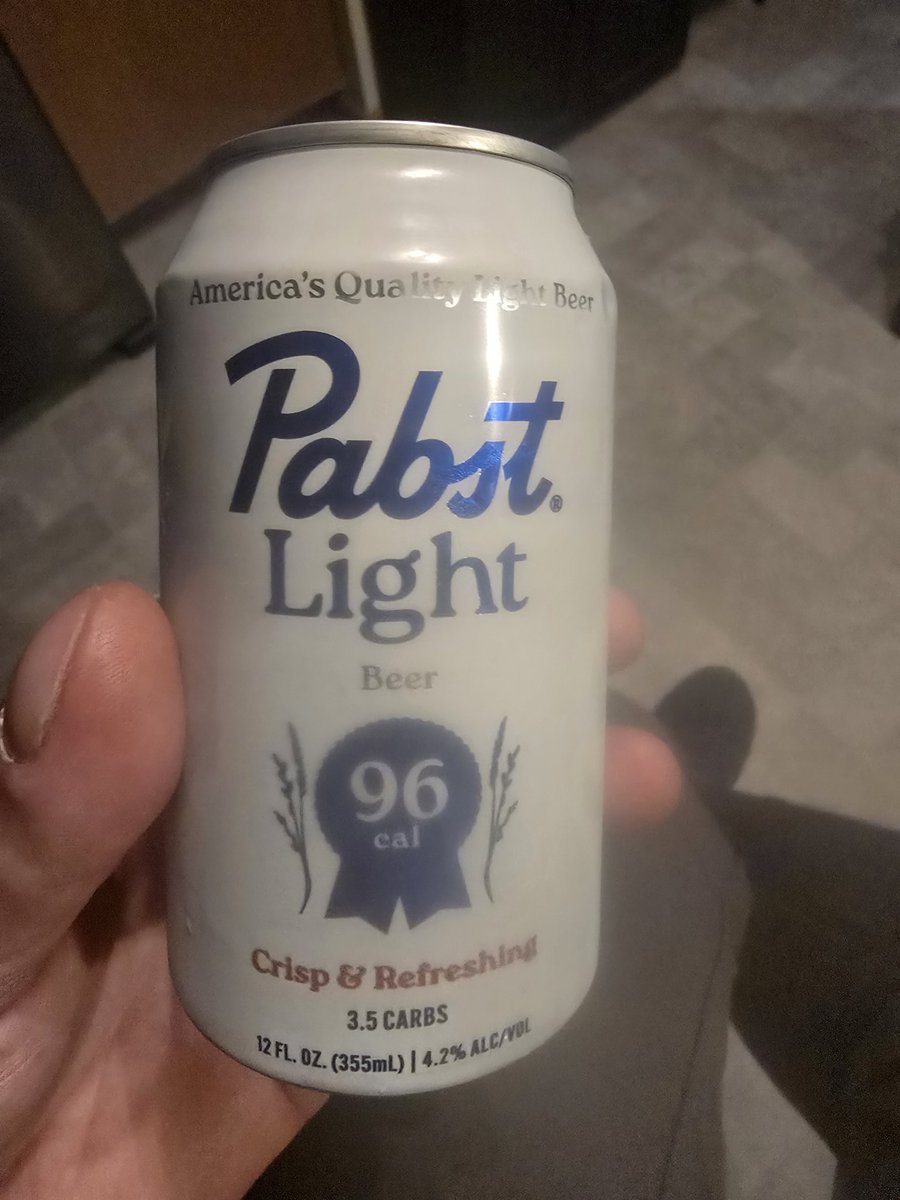 America's Quality Light Beer
Pabst®
Light
Beer
96
cal
Crisp & Refreshing
3.5 CARBS
12 FL. OZ. (355mL) | 4.2% ALC/VOL